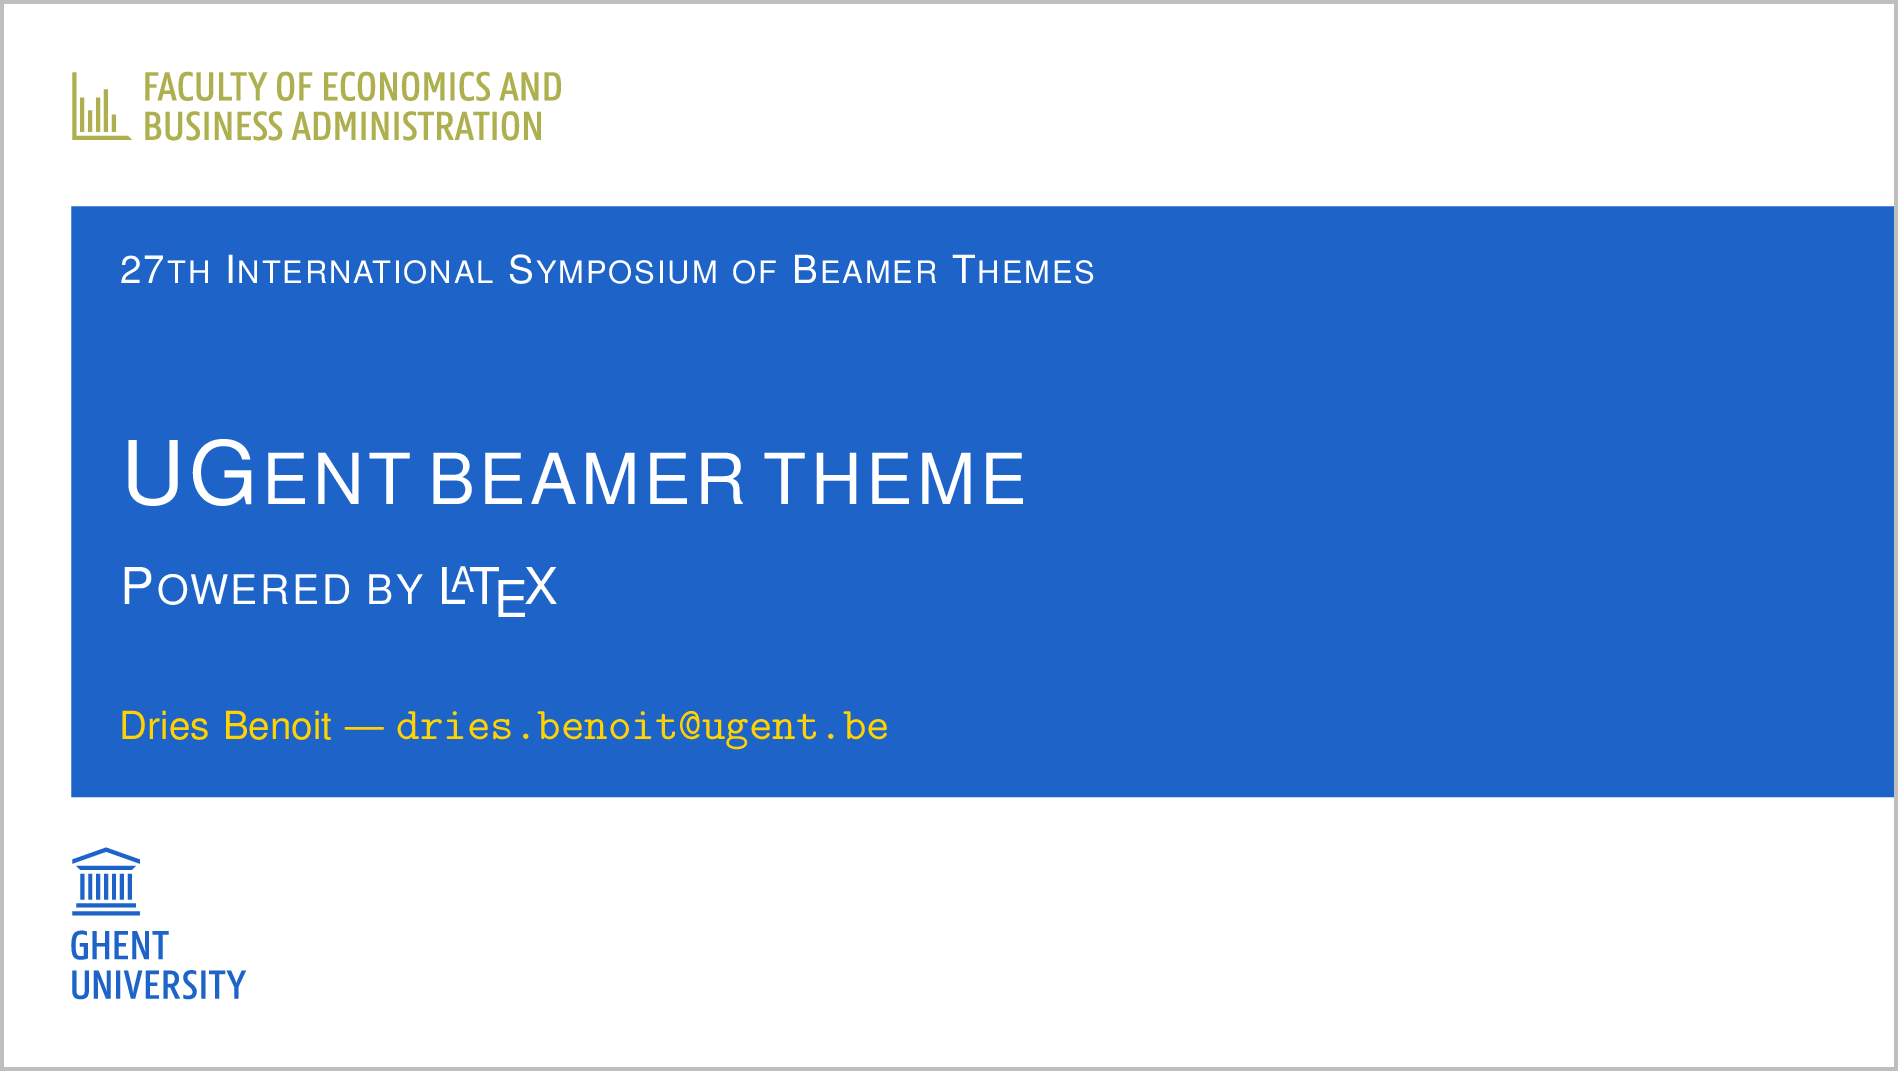 FACULTY OF ECONOMICS AND
BUSINESS ADMINISTRATION
27TH INTERNATIONAL SYMPOSIUM OF BEAMER THEMES
UGENT BEAMER THEME
POWERED BY LATEX
Dries Benoit — dries.benoit@ugent.be
GHENT
UNIVERSITY